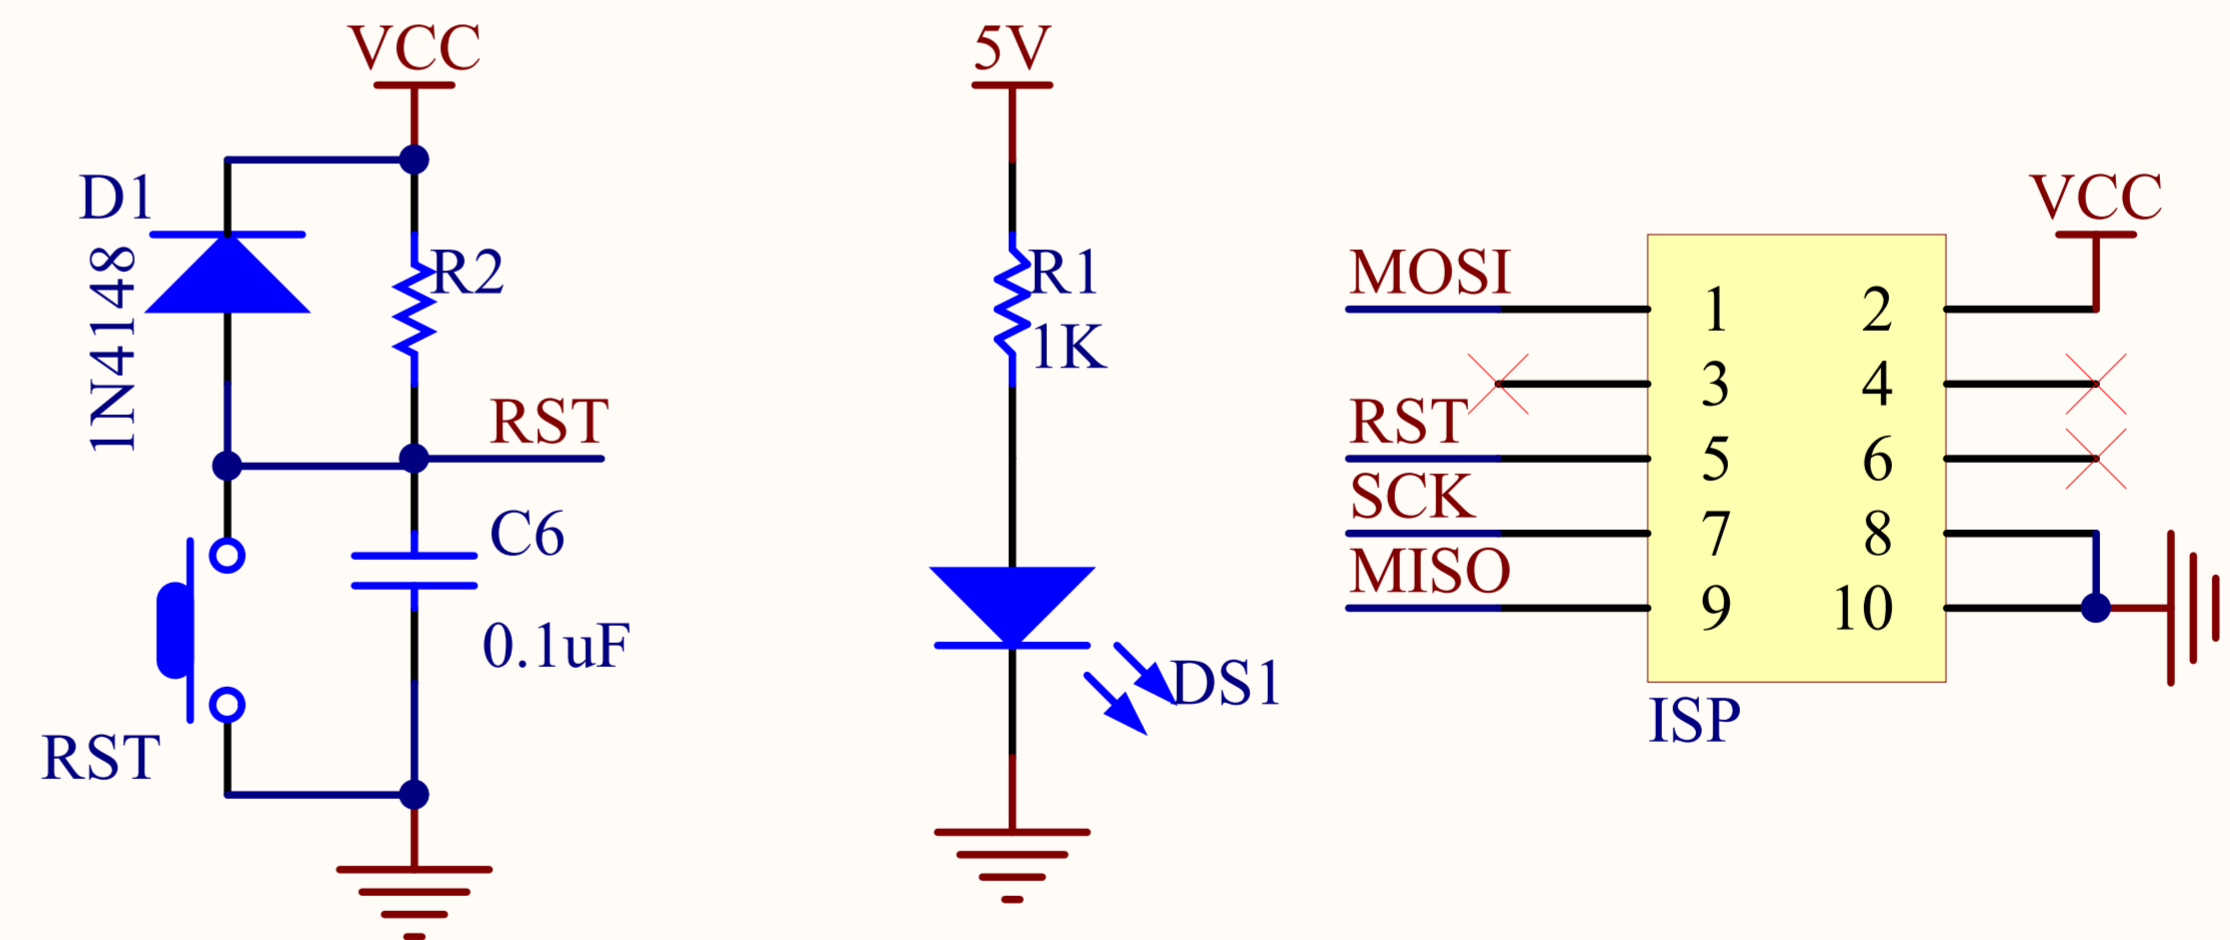 VCC
D1
1N4148
R2
RST
C6
0.1uF
RST
5V
R1
1K
DS1
VCC
MOSI 1 2
3 4
RST 5 6
SCK 7 8
MISO 9 10
ISP